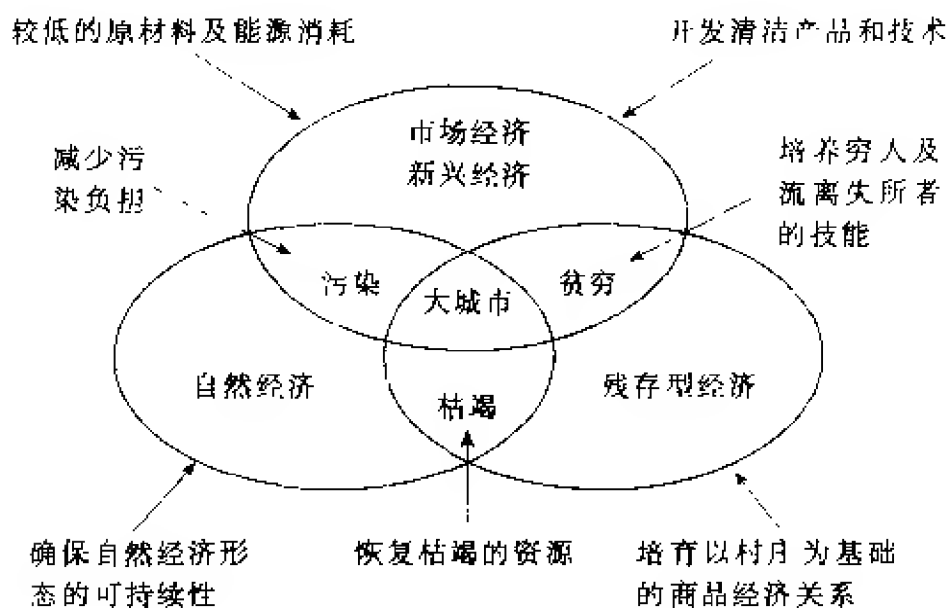 较低的原材料及能源消耗
开发清洁产品和技术
市场经济
新兴经济
减少污
染负担
培养穷人及
流离失所者
的技能
污染
大城市
贫穷
自然经济
枯竭
残存型经济
确保自然经济形
态的可持续性
恢复枯竭的资源
培育以村月为基础
的商品经济关系